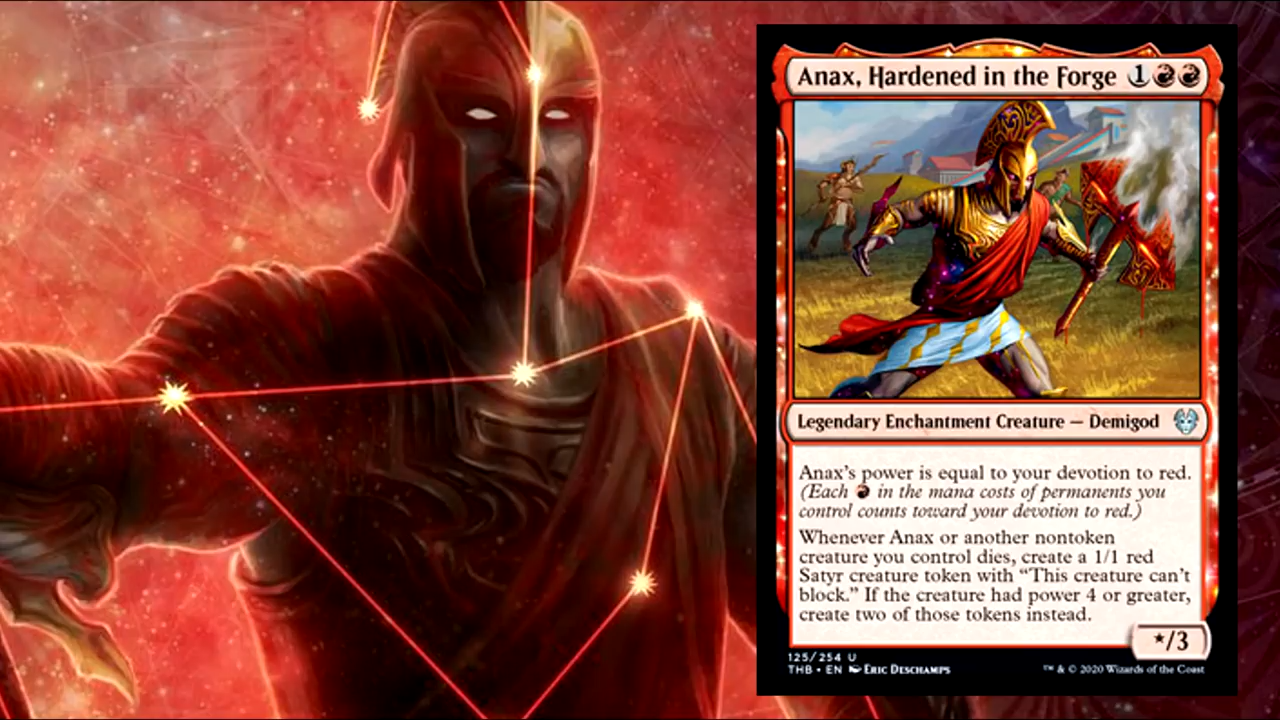 Anax, Hardened in the Forge 1
Legendary Enchantment Creature — Demigod
Anax's power is equal to your devotion to red.
(Each in the mana costs of permanents you
control counts toward your devotion to red.)
Whenever Anax or another nontoken
creature you control dies, create a 1/1 red
Satyr creature token with “This creature can't
block.” If the creature had power 4 or greater,
create two of those tokens instead.
*/3
125/254 U
THB • EN Eric Deschamps
™ & © 2020 Wizards of the Coast